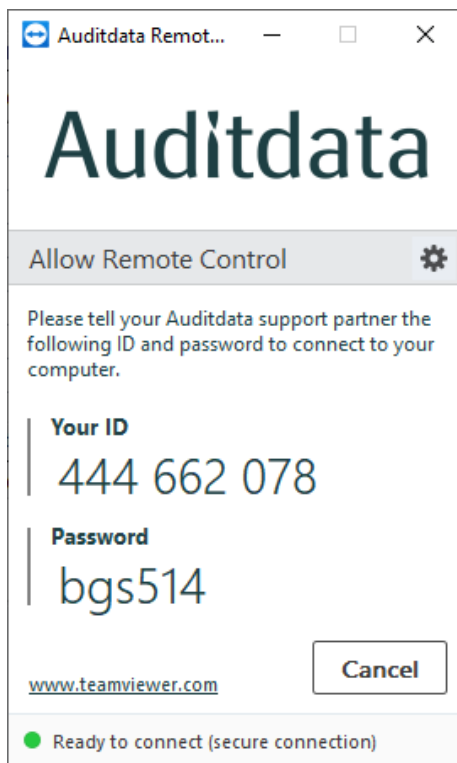 Auditdata Remot...
Auditdata
Allow Remote Control
Please tell your Auditdata support partner the
following ID and password to connect to your
computer.
Your ID
444 662 078
Password
bgs514
www.teamviewer.com
Cancel
Ready to connect (secure connection)